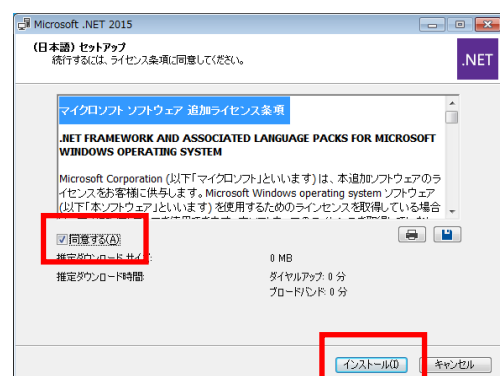 Microsoft .NET 2015
(日本語) セットアップ
続行するには、ライセンス条項に同意してください。
.NET
マイクロソフト ソフトウェア 追加ライセンス条項
.NET FRAMEWORK AND ASSOCIATED LANGUAGE PACKS FOR MICROSOFT
WINDOWS OPERATING SYSTEM
Microsoft Corporation (以下「マイクロソフト」といいます) は、本追加ソフトウェアのラ
イセンスをお客様に供与します。Microsoft Windows operating system ソフトウェア
(以下「本ソフトウェア」といいます) を使用するためのラインセンスを取得している場合
同意する(A)
推定ダウンロード サイズ:
0 MB
推定ダウンロード時間:
ダイヤルアップ: 0 分
ブロードバンド: 0 分
インストール(I)
キャンセル